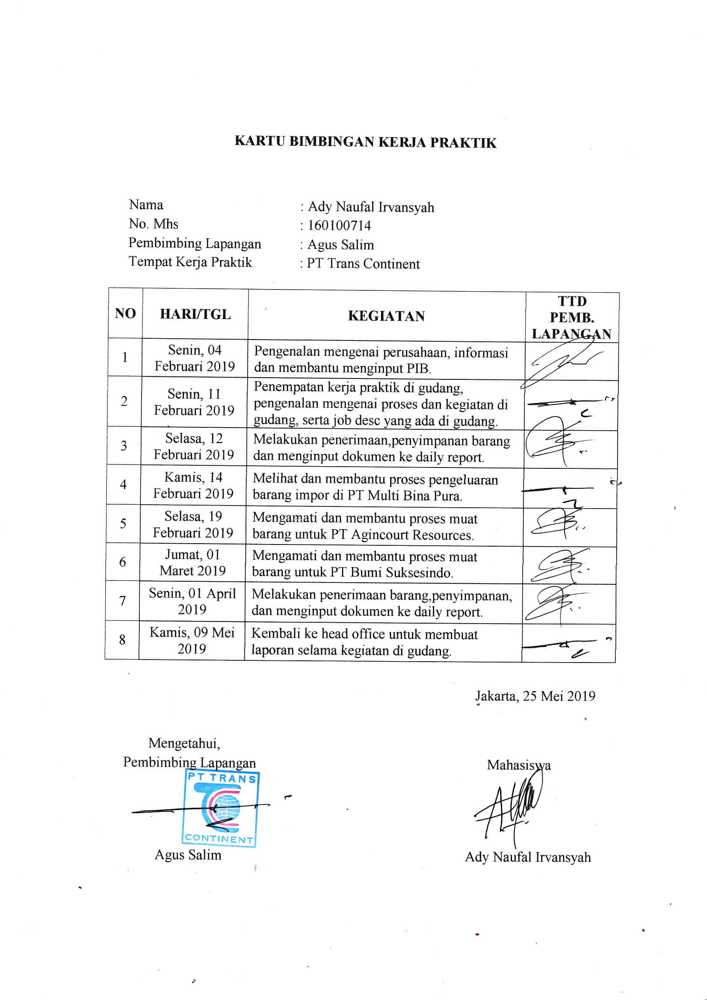 KARTU BIMBINGAN KERJA PRAKTIK
Nama : Ady Naufal Irvansyah
No. Mhs : 160100714
Pembimbing Lapangan : Agus Salim
Tempat Kerja Praktik : PT Trans Continent
NO HARI/TGL KEGIATAN TTD PEMB. LAPANGAN
1 Senin, 04 Februari 2019 Pengenalan mengenai perusahaan, informasi dan membantu menginput PIB.
2 Senin, 11 Februari 2019 Penempatan kerja praktik di gudang, pengenalan mengenai proses dan kegiatan di gudang, serta job desc yang ada di gudang.
3 Selasa, 12 Februari 2019 Melakukan penerimaan,penyimpanan barang dan menginput dokumen ke daily report.
4 Kamis, 14 Februari 2019 Melihat dan membantu proses pengeluaran barang impor di PT Multi Bina Pura.
5 Selasa, 19 Februari 2019 Mengamati dan membantu proses muat barang untuk PT Agincourt Resources.
6 Jumat, 01 Maret 2019 Mengamati dan membantu proses muat barang untuk PT Bumi Suksesindo.
7 Senin, 01 April 2019 Melakukan penerimaan barang,penyimpanan, dan menginput dokumen ke daily report.
8 Kamis, 09 Mei 2019 Kembali ke head office untuk membuat laporan selama kegiatan di gudang.
Jakarta, 25 Mei 2019
Mengetahui,
Pembimbing Lapangan
PT TRANS
CONTINENT
Agus Salim
Mahasiswa
Ady Naufal Irvansyah